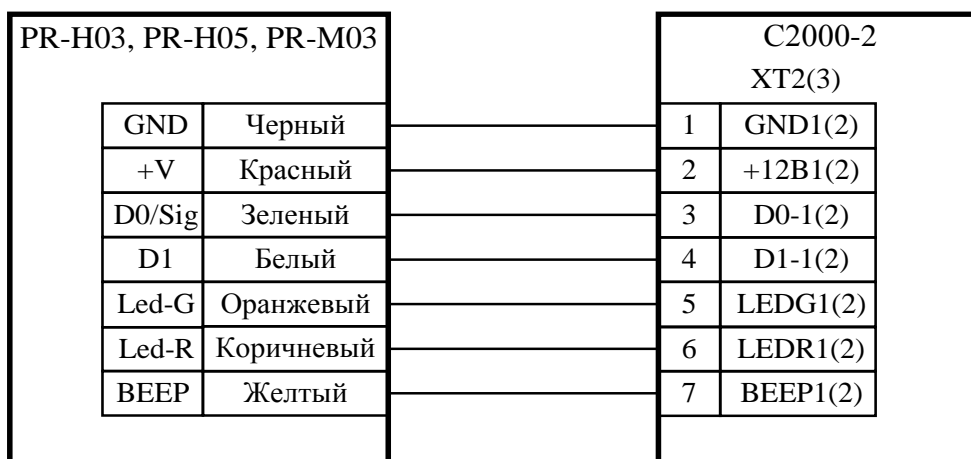 PR-H03, PR-H05, PR-M03
GND Черный
+V Красный
D0/Sig Зеленый
D1 Белый
Led-G Оранжевый
Led-R Коричневый
BEEP Желтый
C2000-2
XT2(3)
1 GND1(2)
2 +12В1(2)
3 D0-1(2)
4 D1-1(2)
5 LEDG1(2)
6 LEDR1(2)
7 BEEP1(2)